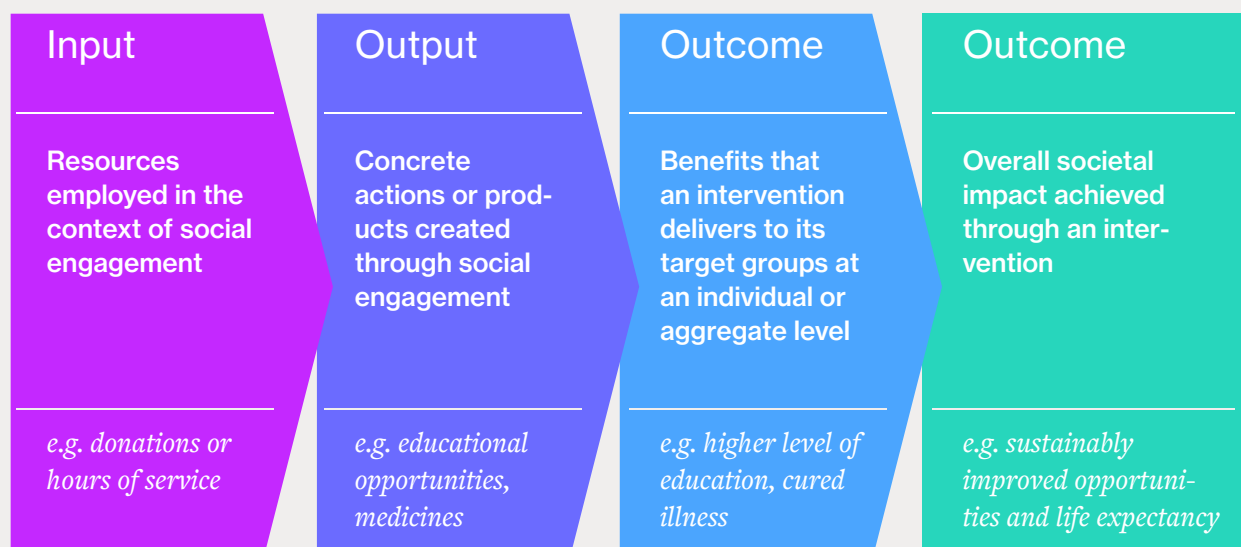 Input
Resources
employed in the
context of social
engagement
e.g. donations or
hours of service
Output
Concrete
actions or prod-
ucts created
through social
engagement
e.g. educational
opportunities,
medicines
Outcome
Benefits that
an intervention
delivers to its
target groups at
an individual or
aggregate level
e.g. higher level of
education, cured
illness
Outcome
Overall societal
impact achieved
through an inter-
vention
e.g. sustainably
improved opportuni-
ties and life expectancy